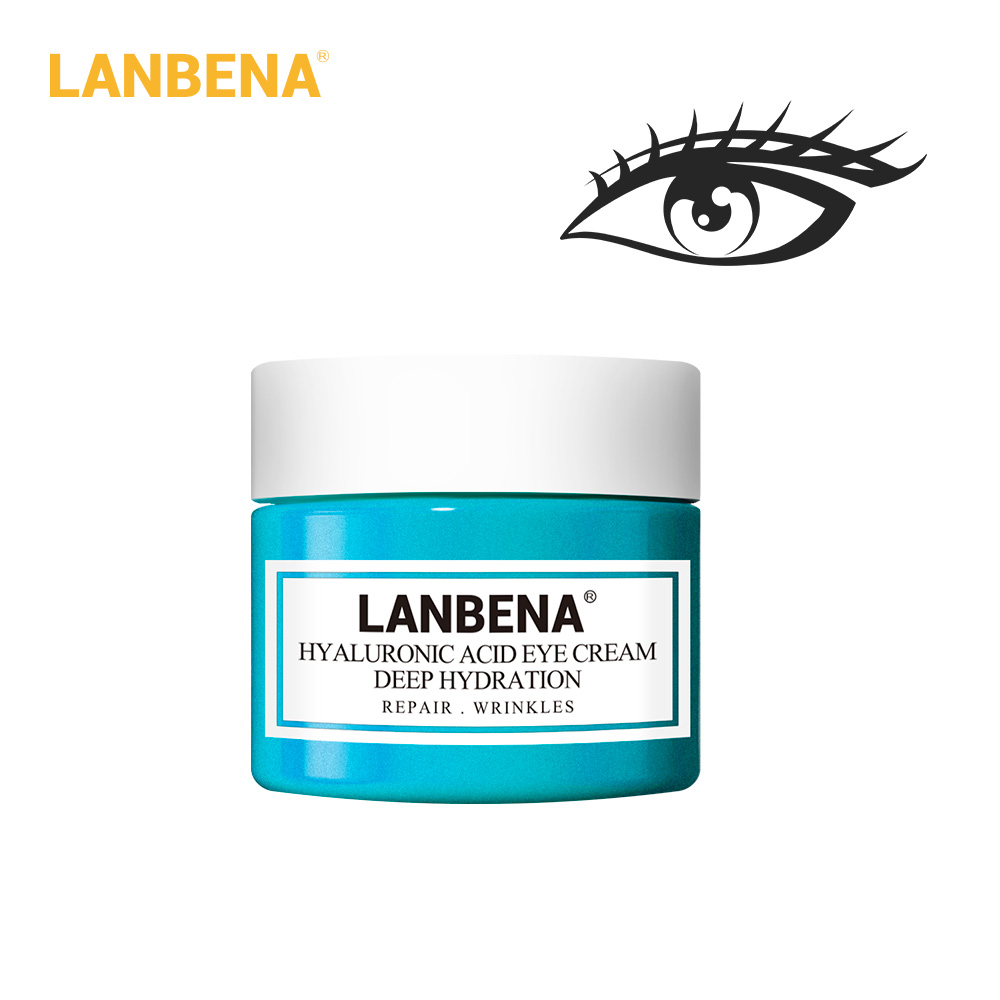 LANBENA®
LANBENA®
HYALURONIC ACID EYE CREAM
DEEP HYDRATION
REPAIR . WRINKLES